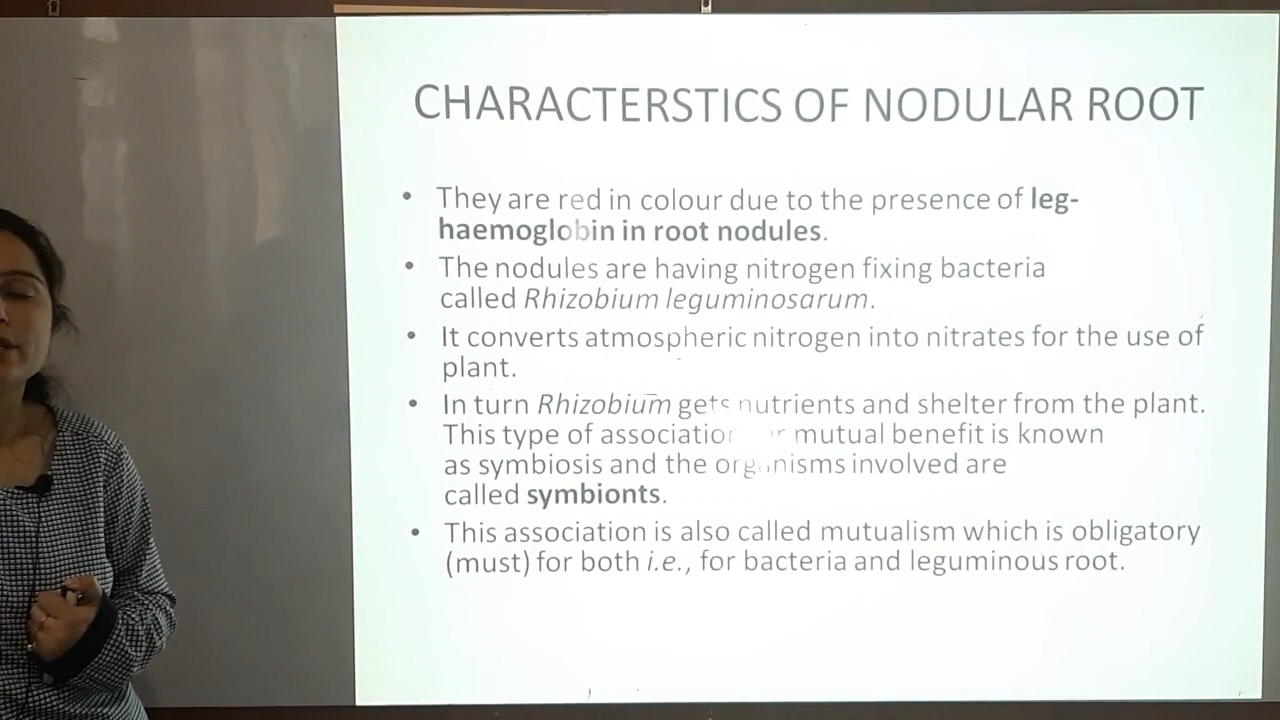 CHARACTERSTICS OF NODULAR ROOT
• They are red in colour due to the presence of leg-
haemoglobin in root nodules.
• The nodules are having nitrogen fixing bacteria
called Rhizobium leguminosarum.
• It converts atmospheric nitrogen into nitrates for the use of
plant.
• In turn Rhizobium gets nutrients and shelter from the plant.
This type of association or mutual benefit is known
as symbiosis and the organisms involved are
called symbionts.
• This association is also called mutualism which is obligatory
(must) for both i.e., for bacteria and leguminous root.